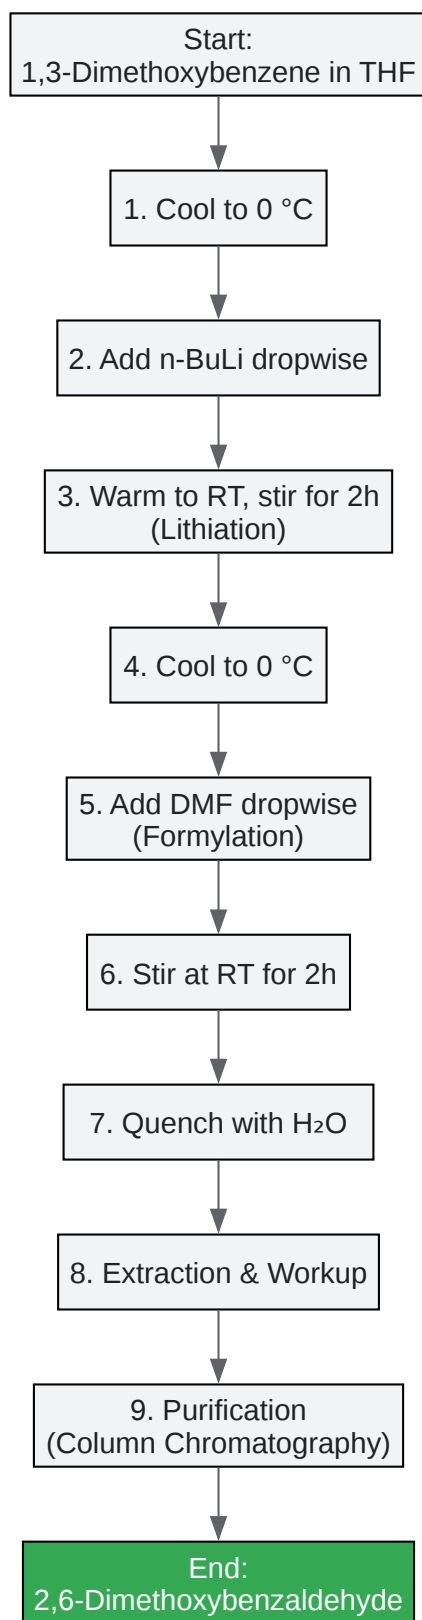 Start:
1,3-Dimethoxybenzene in THF
1. Cool to 0 °C
2. Add n-BuLi dropwise
3. Warm to RT, stir for 2h
(Lithiation)
4. Cool to 0 °C
5. Add DMF dropwise
(Formylation)
6. Stir at RT for 2h
7. Quench with H₂O
8. Extraction & Workup
9. Purification
(Column Chromatography)
End:
2,6-Dimethoxybenzaldehyde